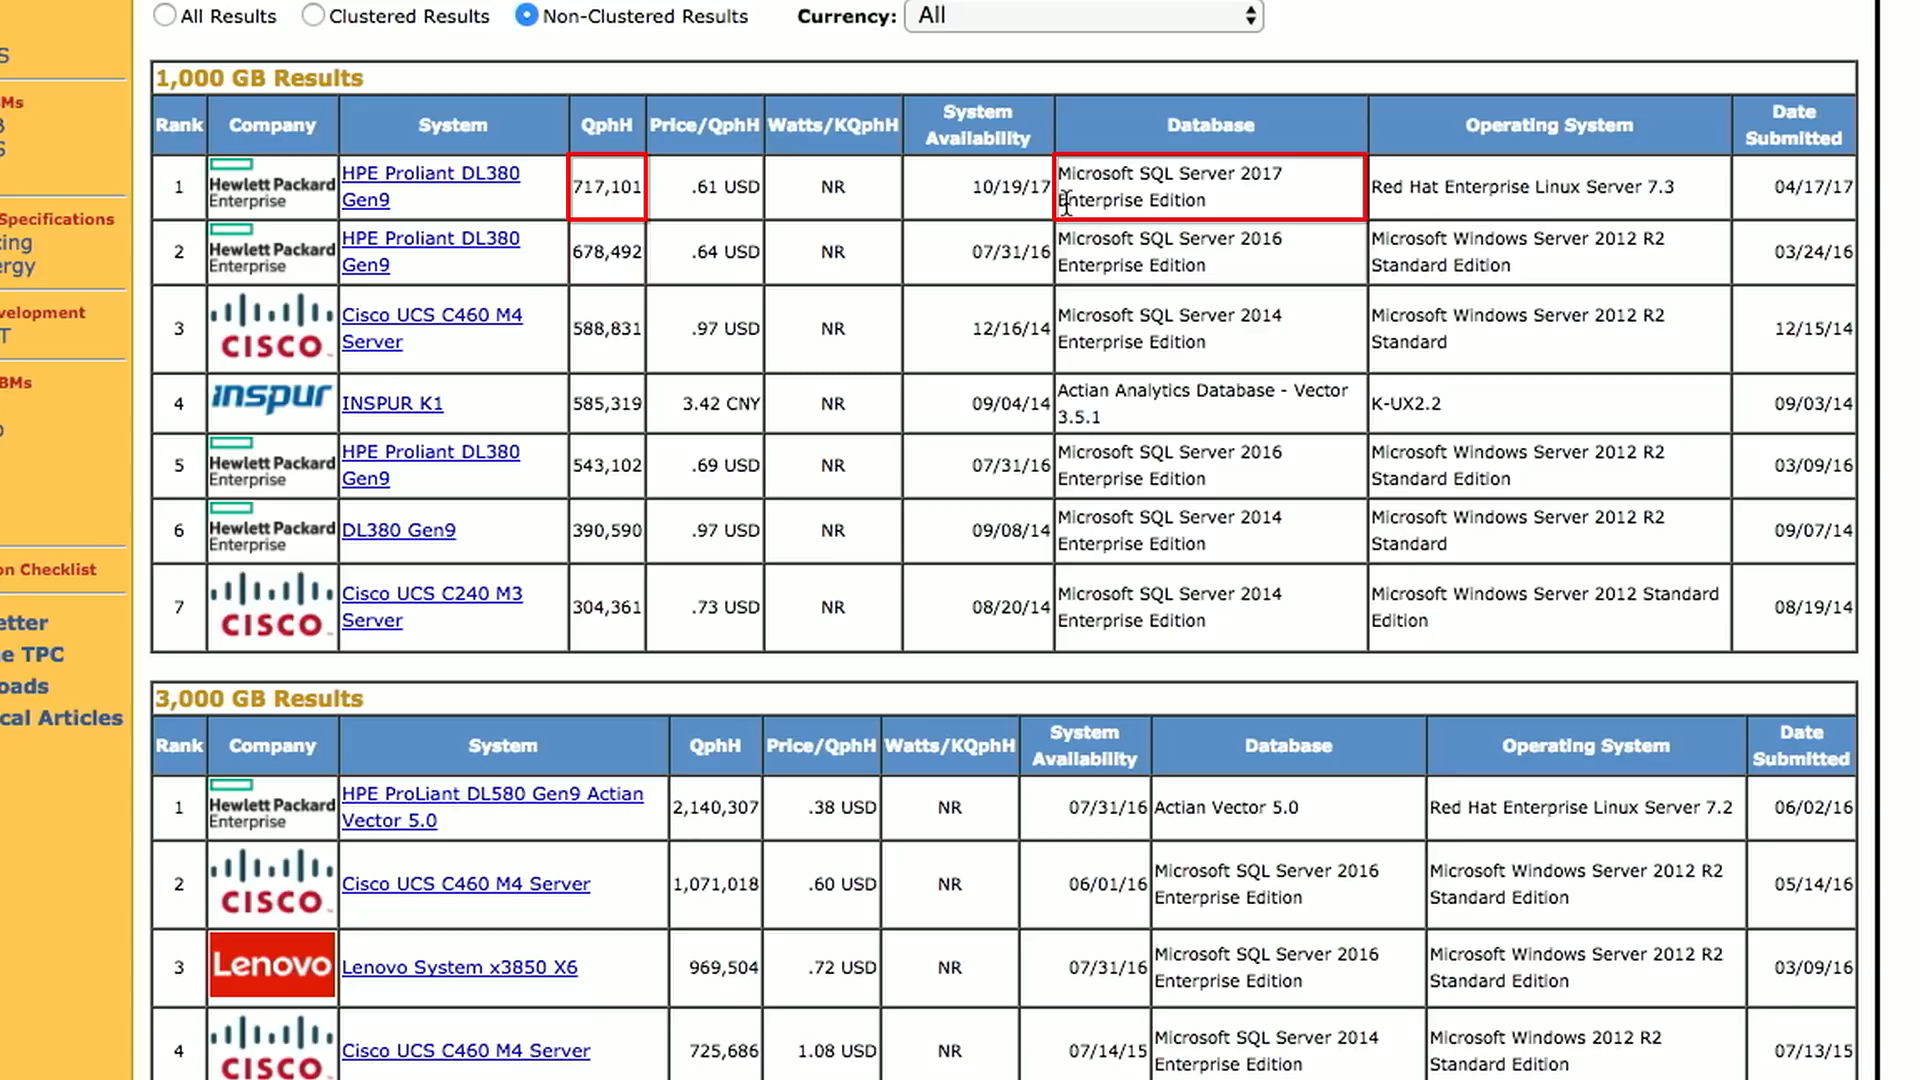 All Results Clustered Results Non-Clustered Results Currency: All
S
Ms
B
S
Specifications
ing
ergy
velopment
T
BMs
on Checklist
etter
e TPC
oads
cal Articles
1,000 GB Results
Rank Company System QphH Price/QphH Watts/KQphH System Availability Database Operating System Date Submitted
1 Hewlett Packard Enterprise HPE Proliant DL380 Gen9 717,101 .61 USD NR 10/19/17 Microsoft SQL Server 2017 Enterprise Edition Red Hat Enterprise Linux Server 7.3 04/17/17
2 Hewlett Packard Enterprise HPE Proliant DL380 Gen9 678,492 .64 USD NR 07/31/16 Microsoft SQL Server 2016 Enterprise Edition Microsoft Windows Server 2012 R2 Standard Edition 03/24/16
3 CISCO Cisco UCS C460 M4 Server 588,831 .97 USD NR 12/16/14 Microsoft SQL Server 2014 Enterprise Edition Microsoft Windows Server 2012 R2 Standard 12/15/14
4 inspur INSPUR K1 585,319 3.42 CNY NR 09/04/14 Actian Analytics Database - Vector 3.5.1 K-UX2.2 09/03/14
5 Hewlett Packard Enterprise HPE Proliant DL380 Gen9 543,102 .69 USD NR 07/31/16 Microsoft SQL Server 2016 Enterprise Edition Microsoft Windows Server 2012 R2 Standard Edition 03/09/16
6 Hewlett Packard Enterprise DL380 Gen9 390,590 .97 USD NR 09/08/14 Microsoft SQL Server 2014 Enterprise Edition Microsoft Windows Server 2012 R2 Standard 09/07/14
7 CISCO Cisco UCS C240 M3 Server 304,361 .73 USD NR 08/20/14 Microsoft SQL Server 2014 Enterprise Edition Microsoft Windows Server 2012 Standard Edition 08/19/14
3,000 GB Results
Rank Company System QphH Price/QphH Watts/KQphH System Availability Database Operating System Date Submitted
1 Hewlett Packard Enterprise HPE ProLiant DL580 Gen9 Actian Vector 5.0 2,140,307 .38 USD NR 07/31/16 Actian Vector 5.0 Red Hat Enterprise Linux Server 7.2 06/02/16
2 CISCO Cisco UCS C460 M4 Server 1,071,018 .60 USD NR 06/01/16 Microsoft SQL Server 2016 Enterprise Edition Microsoft Windows Server 2012 R2 Standard Edition 05/14/16
3 Lenovo Lenovo System x3850 X6 969,504 .72 USD NR 07/31/16 Microsoft SQL Server 2016 Enterprise Edition Microsoft Windows Server 2012 R2 Standard Edition 03/09/16
4 CISCO Cisco UCS C460 M4 Server 725,686 1.08 USD NR 07/14/15 Microsoft SQL Server 2014 Enterprise Edition Microsoft Windows 2012 R2 Standard Edition 07/13/15